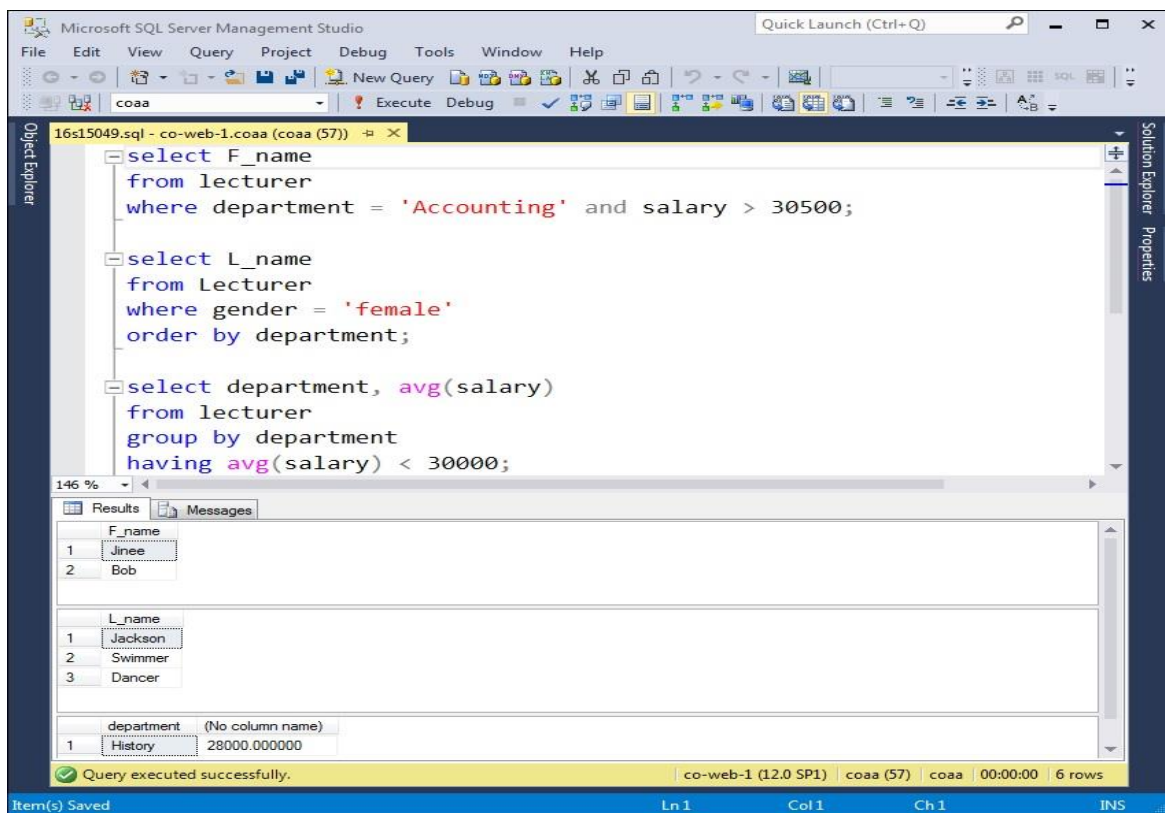 Microsoft SQL Server Management Studio
Quick Launch (Ctrl+Q)
File Edit View Query Project Debug Tools Window Help
New Query
coaa
Execute Debug
Object Explorer
16s15049.sql - co-web-1.coaa (coaa (57))
select F_name
from lecturer
where department = 'Accounting' and salary > 30500;
select L_name
from Lecturer
where gender = 'female'
order by department;
select department, avg(salary)
from lecturer
group by department
having avg(salary) < 30000;
Solution Explorer
Properties
146 %
Results Messages
F_name
1 Jinee
2 Bob
L_name
1 Jackson
2 Swimmer
3 Dancer
department (No column name)
1 History 28000.000000
Query executed successfully. co-web-1 (12.0 SP1) coaa (57) coaa 00:00:00 6 rows
Item(s) Saved Ln 1 Col 1 Ch 1 INS